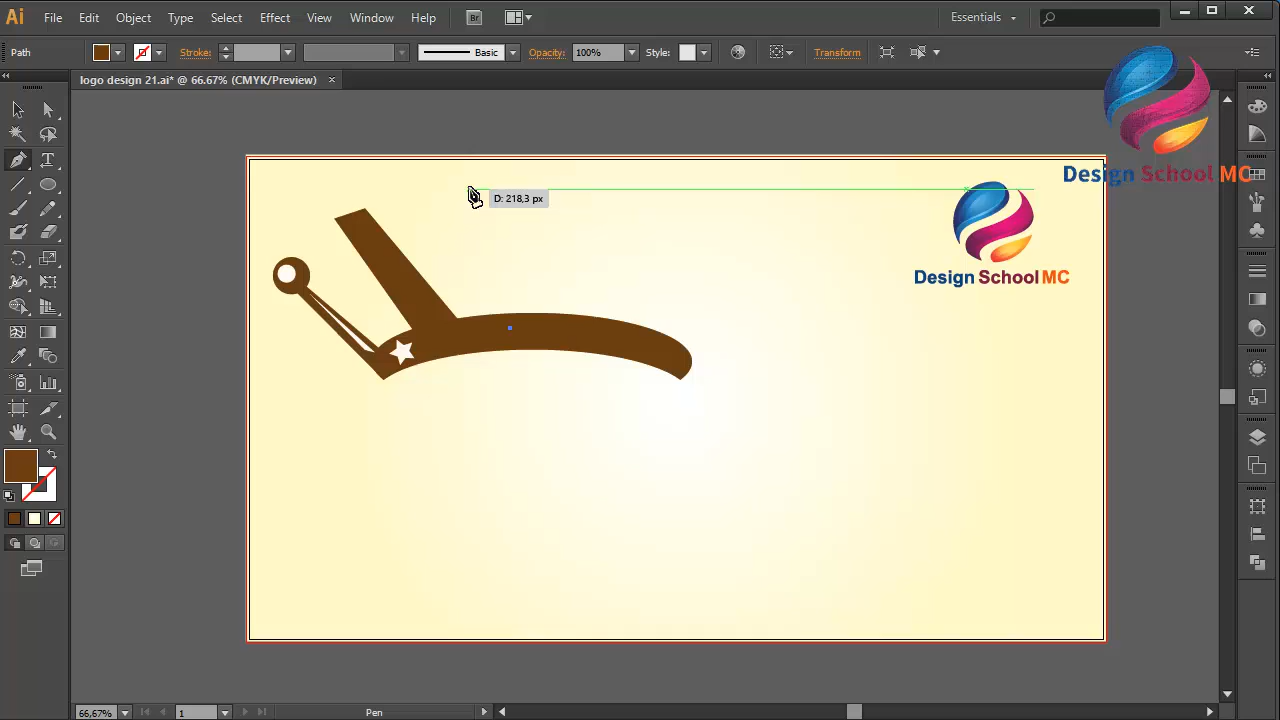 Ai File Edit Object Type Select Effect View Window Help Br Essentials
Path Stroke: Basic Opacity: 100% Style: Transform
logo design 21.ai* @ 66.67% (CMYK/Preview) ×
Design School MC
D: 218,3 px
Design School MC
66,67% 1 Pen